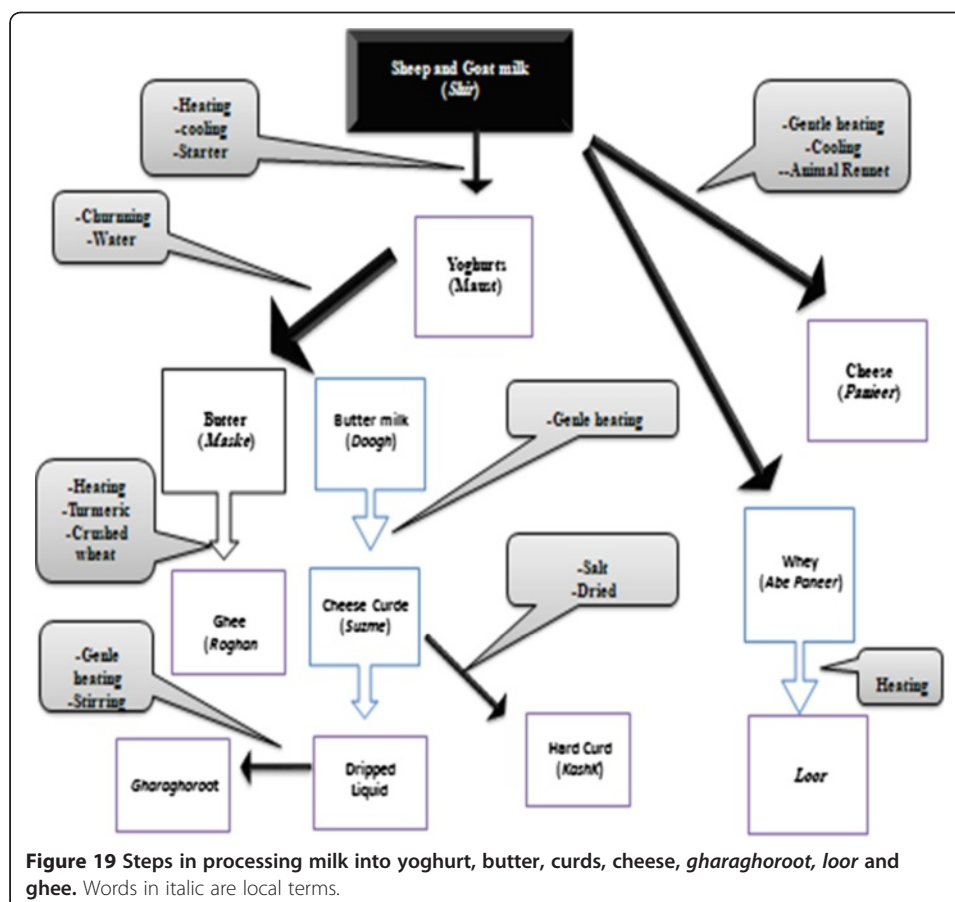 Sheep and Goat milk
(Shir)
-Heating
-cooling
-Starter
-Gentle heating
-Cooling
--Animal Rennet
-Churning
-Water
Yoghurts
(Maust)
Cheese
(Panieer)
Butter
(Maske)
Butter milk
(Doogh)
-Genle heating
-Heating
-Turmeric
-Crushed
wheat
Ghee
(Roghan
Cheese Curde
(Suzme)
-Salt
-Dried
Whey
(Abe Paneer)
-Genle
heating
-Stirring
Heating
Gharaghoroot
Dripped
Liquid
Hard Curd
(KashK)
Loor
Figure 19 Steps in processing milk into yoghurt, butter, curds, cheese, gharaghoroot, loor and
ghee. Words in italic are local terms.